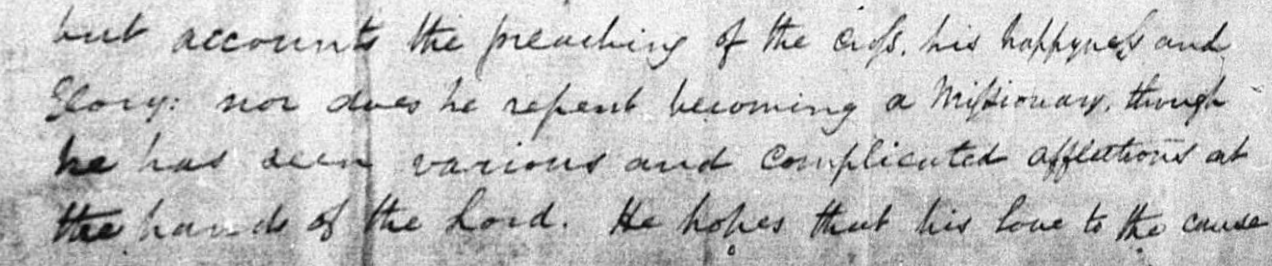 but accounts the preaching of the cross, his happyness and
Glory: nor does he repent becoming a Missionary, though
he has seen various and complicated afflections at
the hands of the Lord. He hopes that his love to the cause